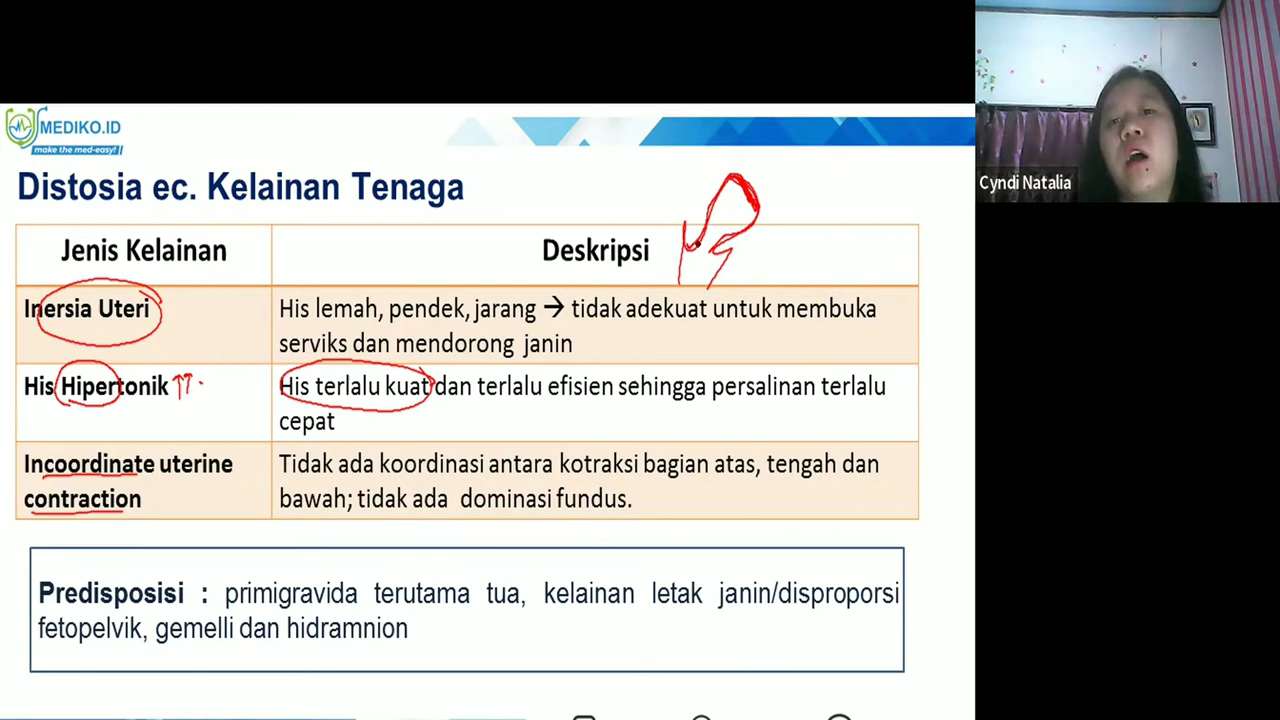 MEDIKO.ID
make the med-easy!
Distosia ec. Kelainan Tenaga
Jenis Kelainan
Deskripsi
Inersia Uteri
His lemah, pendek, jarang → tidak adekuat untuk membuka
serviks dan mendorong janin
His Hipertonik
His terlalu kuat dan terlalu efisien sehingga persalinan terlalu
cepat
Incoordinate uterine
contraction
Tidak ada koordinasi antara kotraksi bagian atas, tengah dan
bawah; tidak ada dominasi fundus.
Predisposisi : primigravida terutama tua, kelainan letak janin/disproporsi
fetopelvik, gemelli dan hidramnion
Cyndi Natalia